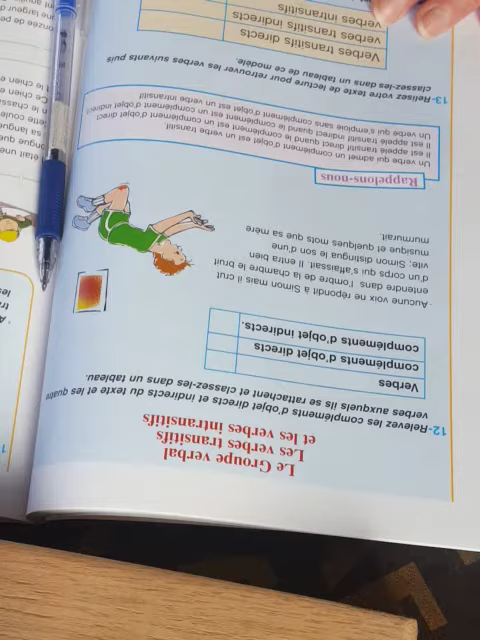 Le Groupe verbal
Les verbes transitifs
et les verbes intransitifs
12-Relevez les compléments d'objet directs et indirects du texte et les quatre
verbes auxquels ils se rattachent et classez-les dans un tableau.
Verbes
compléments d'objet directs
compléments d'objet indirects.
Aucune voix ne répondit à Simon mais il crut
entendre dans l'ombre de la chambre le bruit
d'un corps qui s'affaissait. Il entra bien
vite; Simon distingua le son d'une
musique et quelques mots que sa mère
murmurait.
Rappelons-nous
Un verbe qui admet un complément d'objet est un verbe transitif.
Il est appelé transitif direct quand le complément est un complément d'objet direct
Il est appelé transitif indirect quand le complément est un complément d'objet indirect
Un verbe qui s'emploie sans complément d'objet est un verbe intransitif
13-Relisez votre texte de lecture pour retrouver les verbes suivants puis
classez-les dans un tableau de ce modèle.
Verbes transitifs directs
verbes transitifs indirects
verbes intransitifs